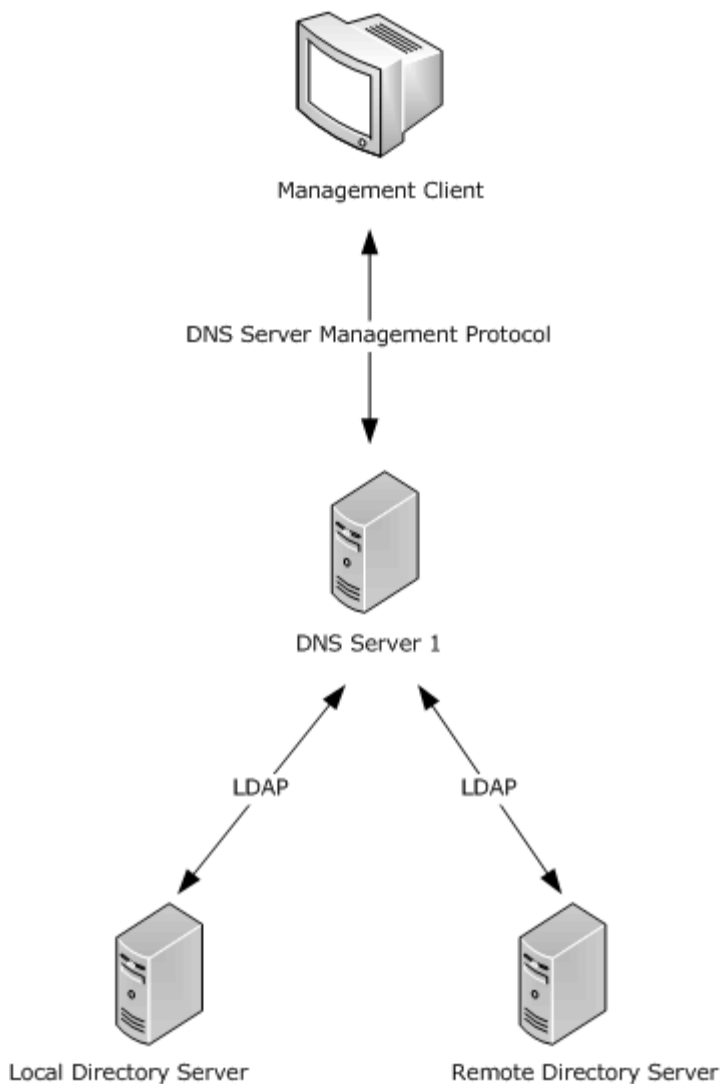 Management Client
DNS Server Management Protocol
DNS Server 1
LDAP
LDAP
Local Directory Server
Remote Directory Server